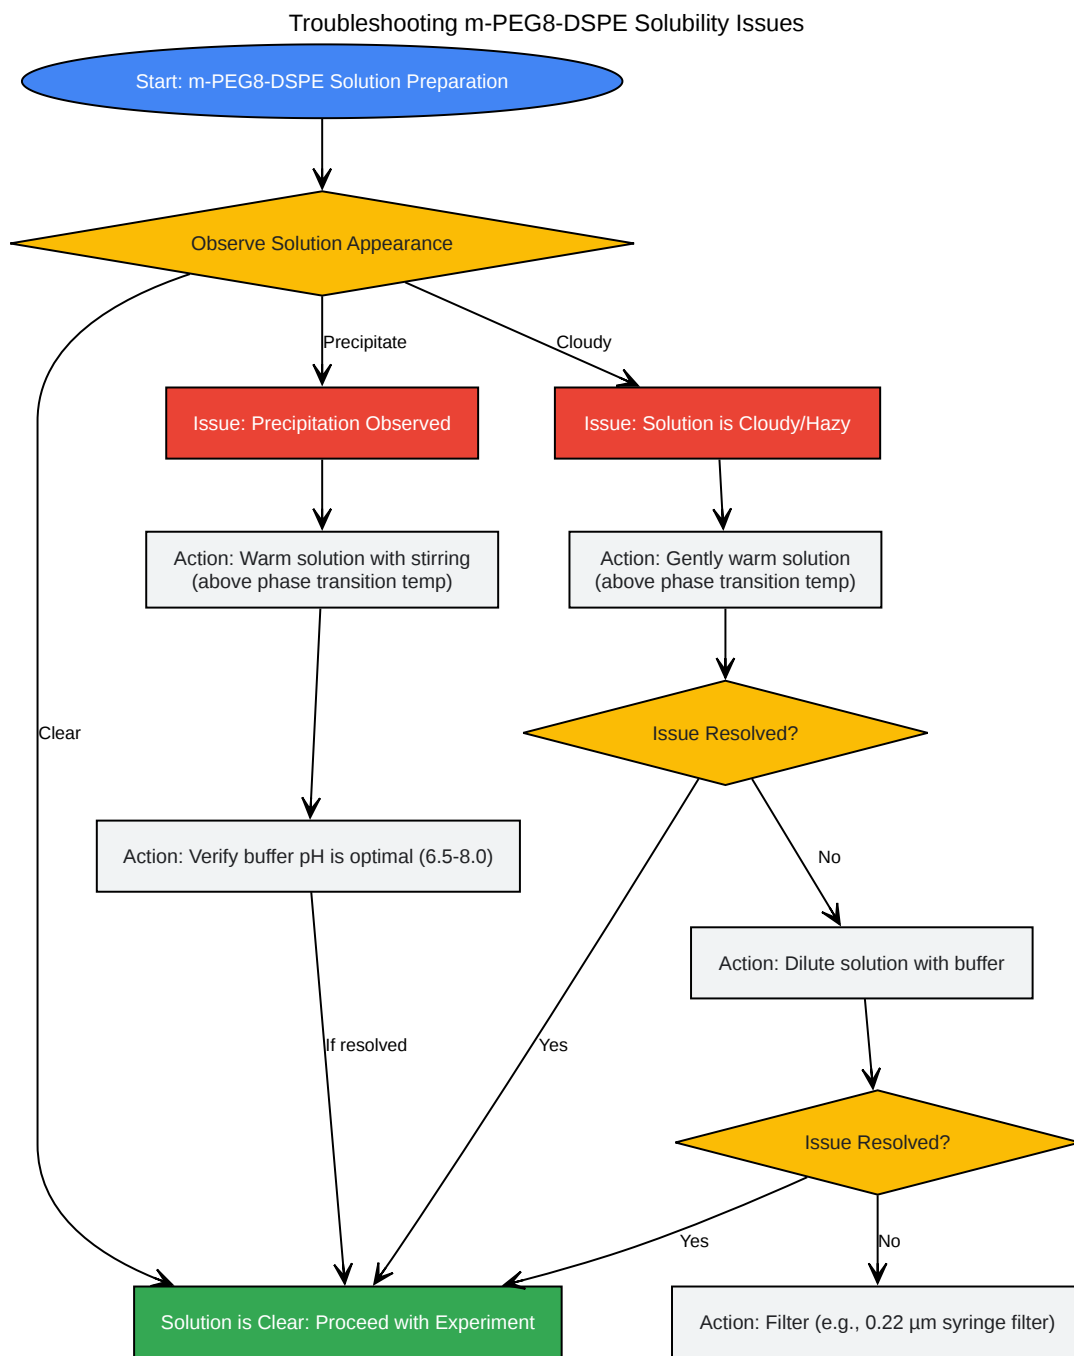 Troubleshooting m-PEG8-DSPE Solubility Issues
Start: m-PEG8-DSPE Solution Preparation
Observe Solution Appearance
Precipitate
Cloudy
Issue: Precipitation Observed
Issue: Solution is Cloudy/Hazy
Action: Warm solution with stirring
(above phase transition temp)
Action: Gently warm solution
(above phase transition temp)
Clear
Issue Resolved?
Action: Verify buffer pH is optimal (6.5-8.0)
No
Action: Dilute solution with buffer
If resolved
Yes
Issue Resolved?
Yes
No
Solution is Clear: Proceed with Experiment
Action: Filter (e.g., 0.22 µm syringe filter)